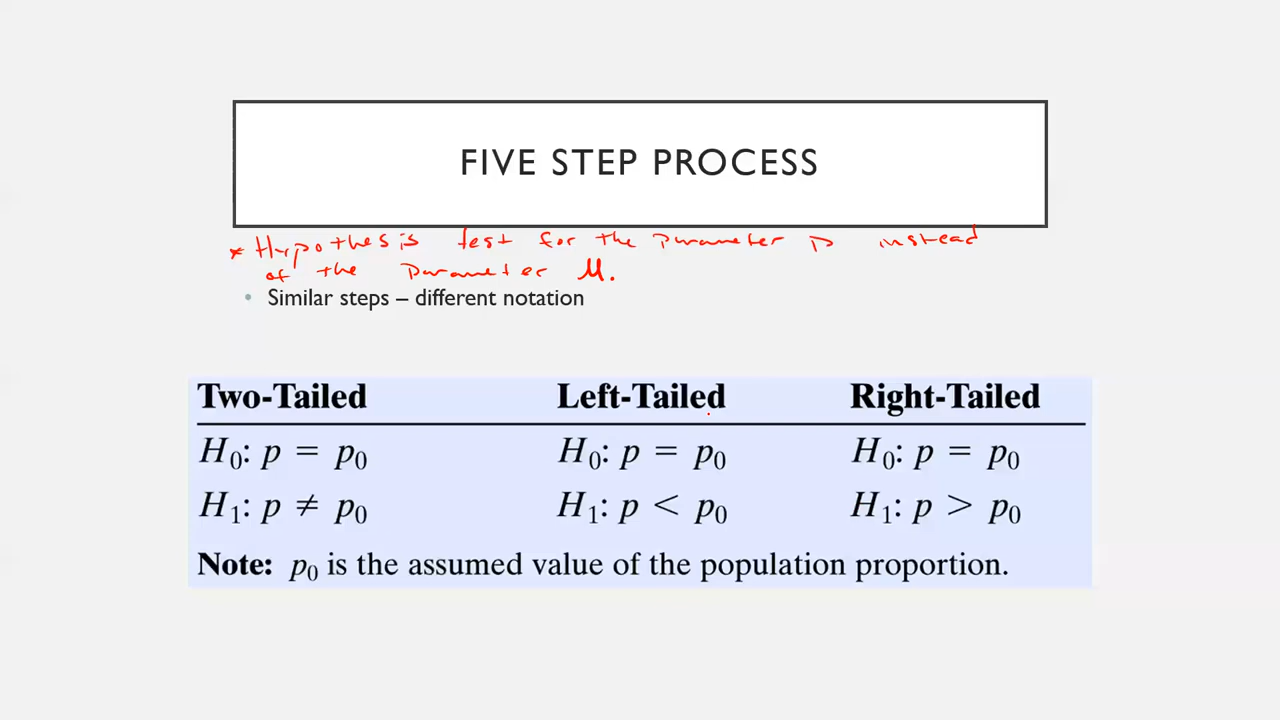 FIVE STEP PROCESS
* Hypothesis test for the parameter p instead
of the parameter μ.
• Similar steps – different notation
Two-Tailed Left-Tailed Right-Tailed
H₀: p = p₀ H₀: p = p₀ H₀: p = p₀
H₁: p ≠ p₀ H₁: p < p₀ H₁: p > p₀
Note: p₀ is the assumed value of the population proportion.